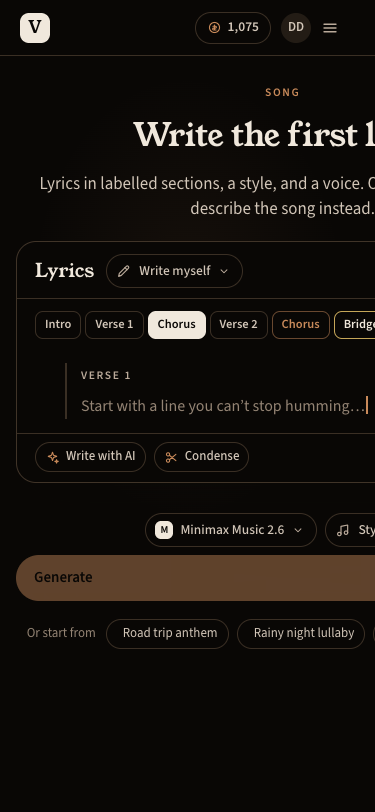 V
1,075
DD
SONG
Write the first l
Lyrics in labelled sections, a style, and a voice. C
describe the song instead.
Lyrics
Write myself
Intro
Verse 1
Chorus
Verse 2
Chorus
Bridge
VERSE 1
Start with a line you can’t stop humming…
Write with AI
Condense
M
Minimax Music 2.6
Sty
Generate
Or start from
Road trip anthem
Rainy night lullaby